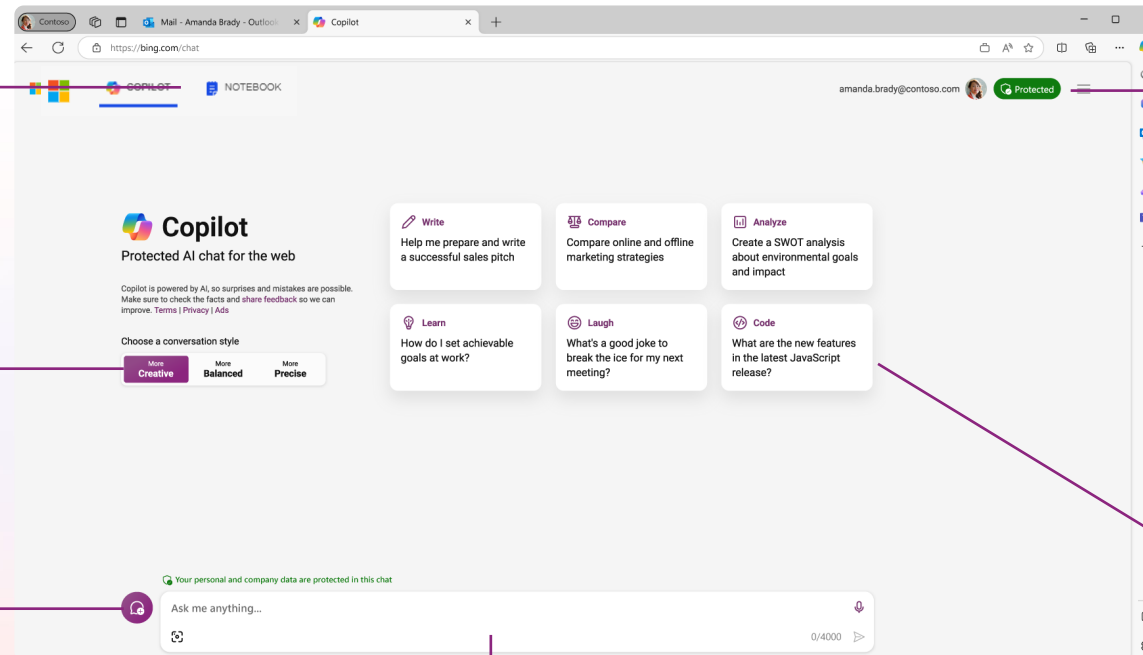 Contoso
Mail - Amanda Brady - Outlook
Copilot
https://bing.com/chat
COPILOT
NOTEBOOK
amanda.brady@contoso.com
Protected
Copilot
Protected AI chat for the web
Copilot is powered by AI, so surprises and mistakes are possible.
Make sure to check the facts and share feedback so we can
improve. Terms | Privacy | Ads
Choose a conversation style
More
Creative
More
Balanced
More
Precise
Write
Help me prepare and write
a successful sales pitch
Compare
Compare online and offline
marketing strategies
Analyze
Create a SWOT analysis
about environmental goals
and impact
Learn
How do I set achievable
goals at work?
Laugh
What's a good joke to
break the ice for my next
meeting?
Code
What are the new features
in the latest JavaScript
release?
Your personal and company data are protected in this chat
Ask me anything...
0/4000